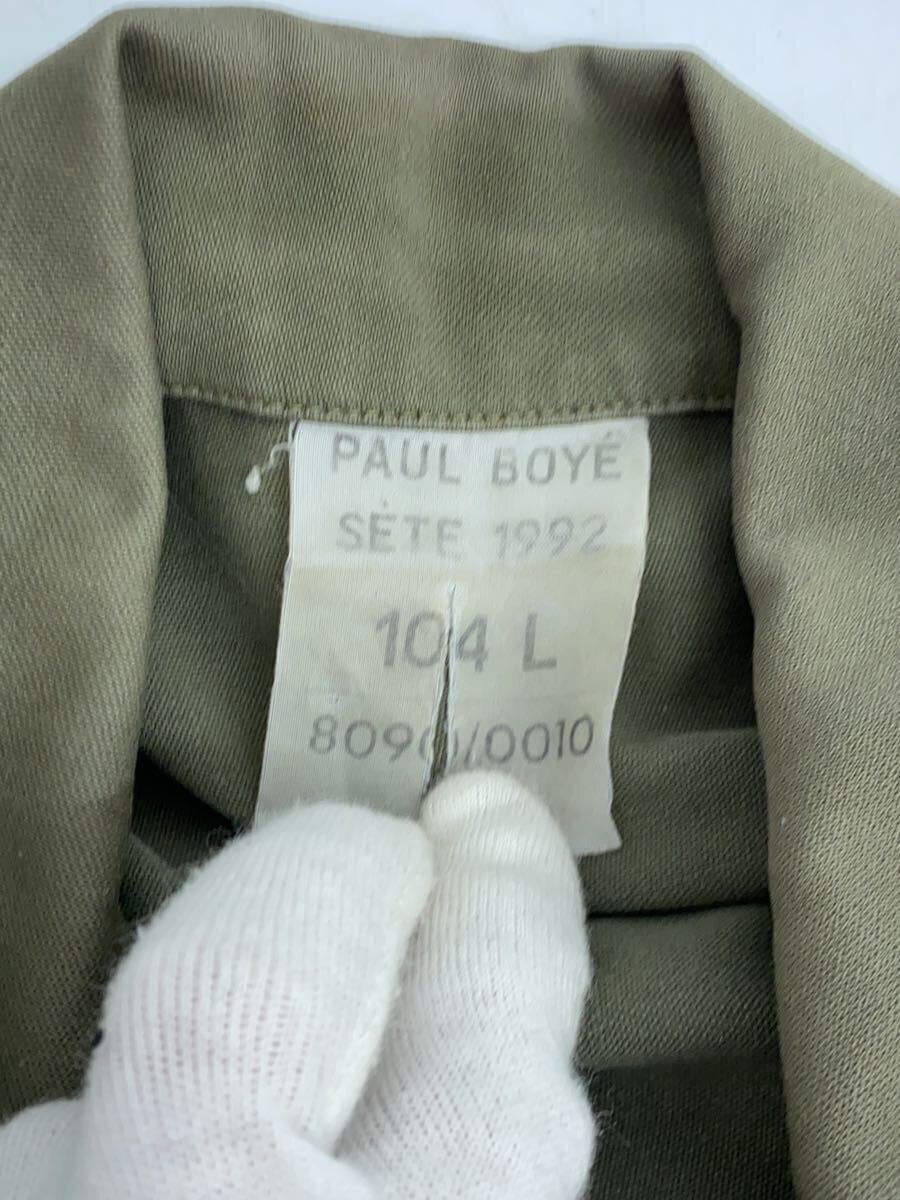 PAUL BOYÉ
SÈTE 1992
104 L
8090/0010